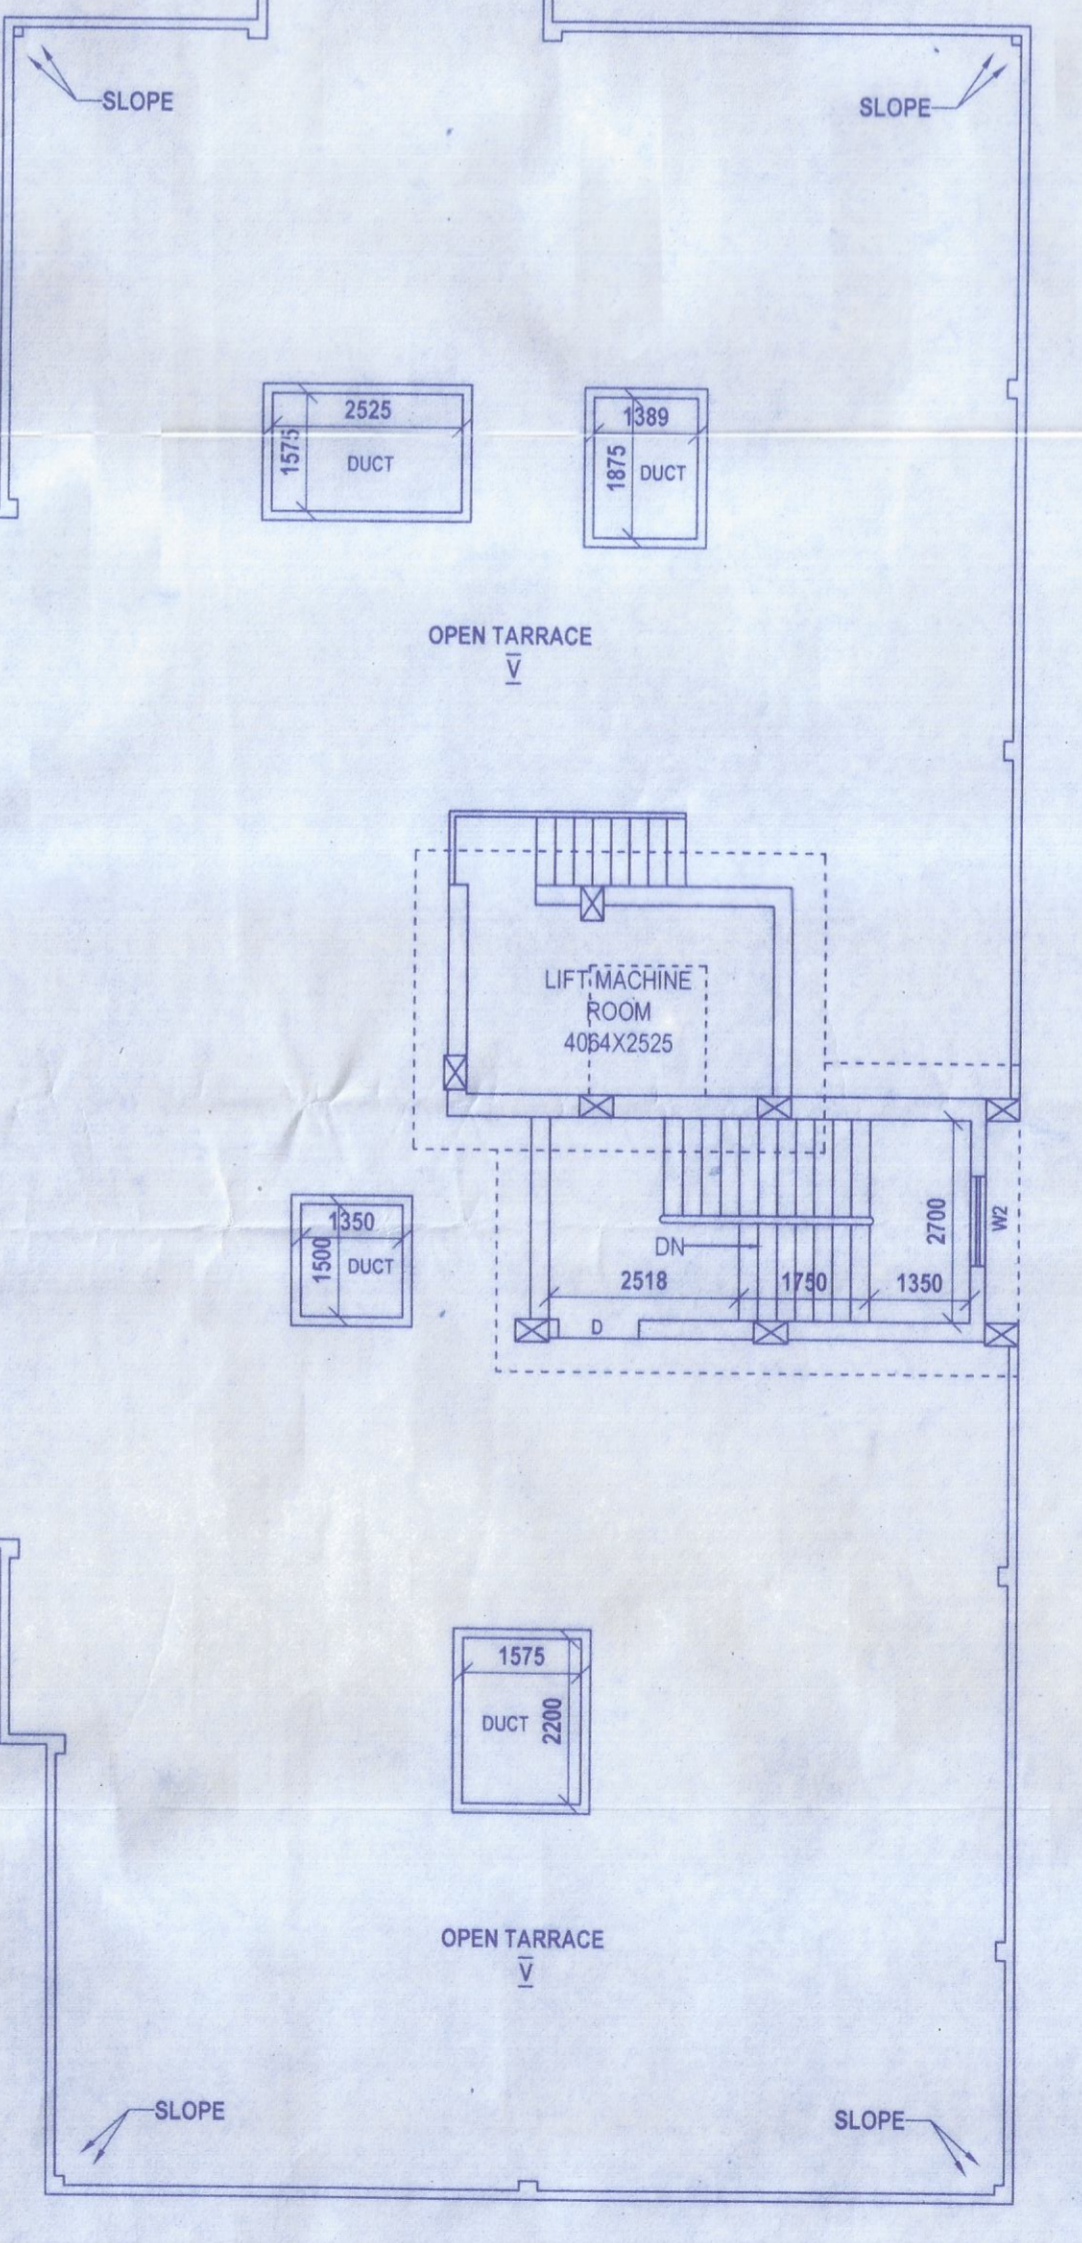 SLOPE
SLOPE
2525
1575
DUCT
1389
1875
DUCT
OPEN TARRACE
V
LIFT MACHINE
ROOM
4064X2525
1350
1500
DUCT
2700
W2
DN
2518
1750
1350
D
1575
DUCT
2200
OPEN TARRACE
V
SLOPE
SLOPE